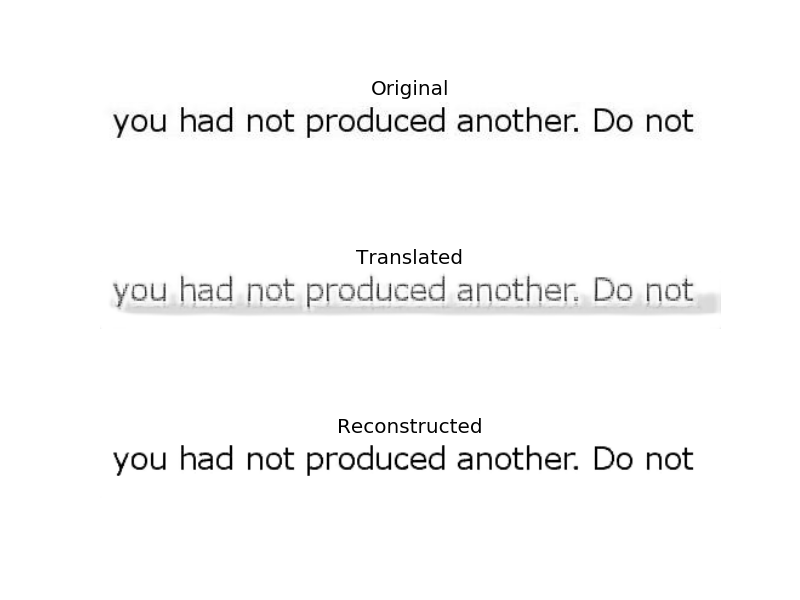 Original
you had not produced another. Do not
Translated
you had not produced another. Do not
Reconstructed
you had not produced another. Do not